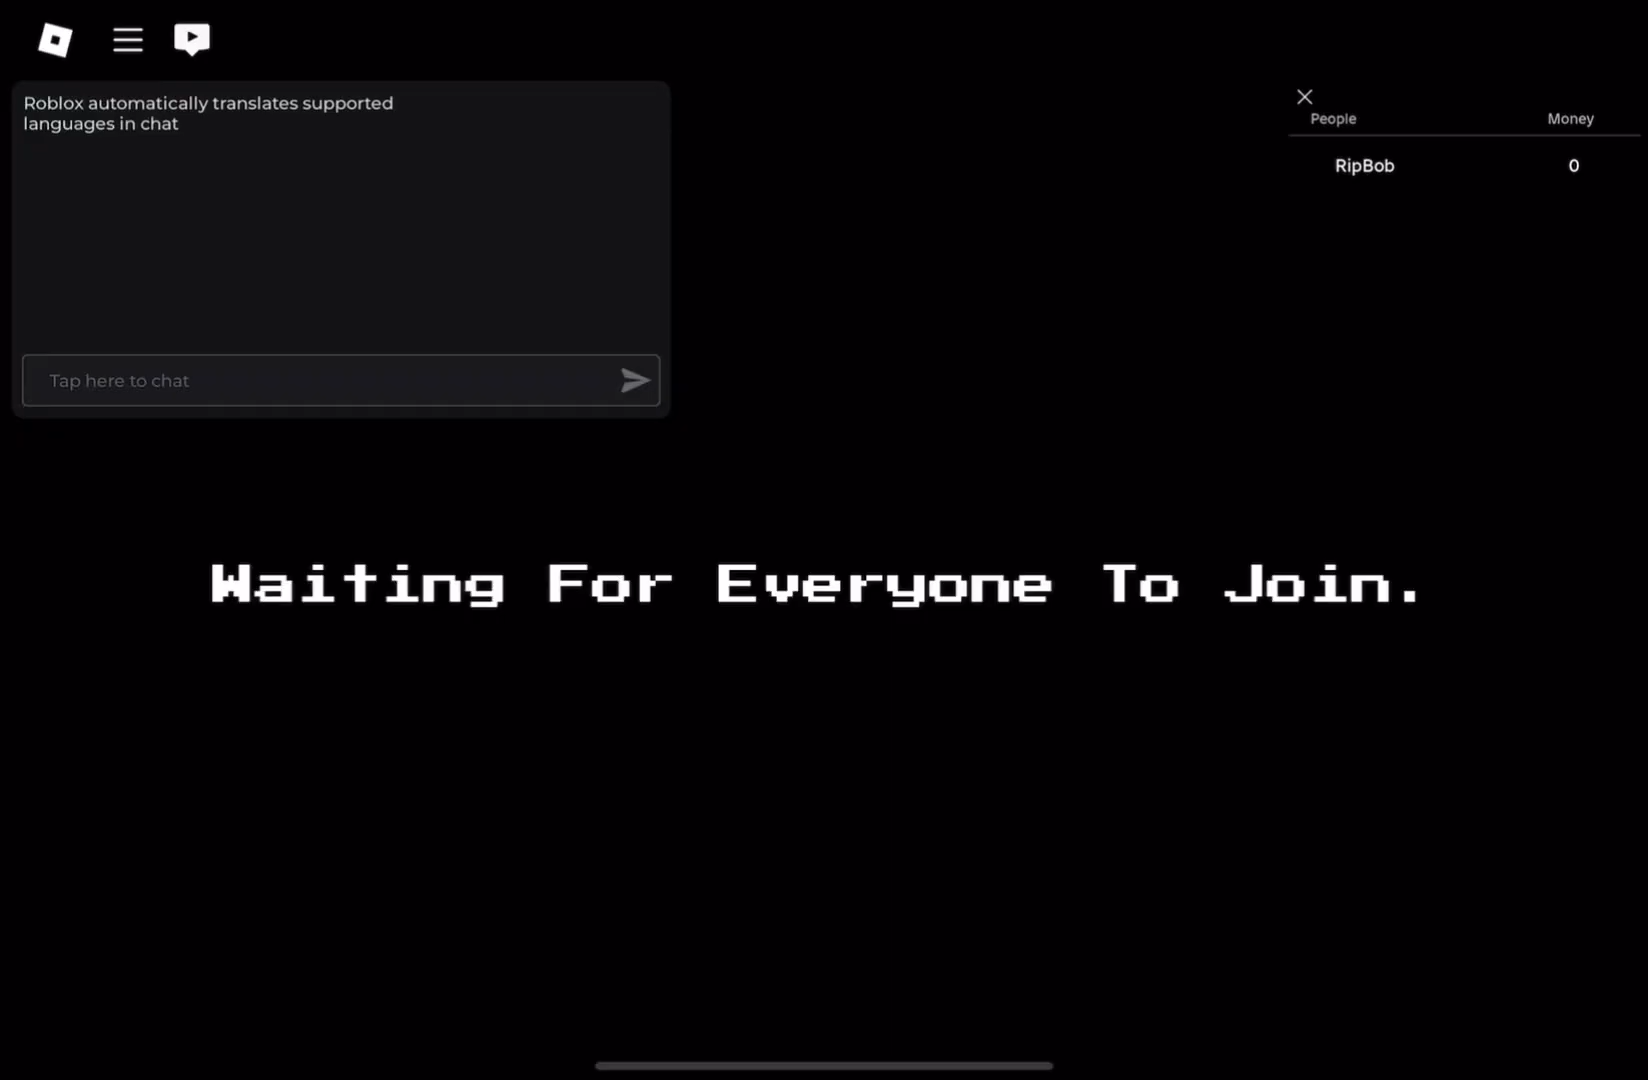 Roblox automatically translates supported
languages in chat
Tap here to chat
People Money
RipBob 0
Waiting For Everyone To Join.